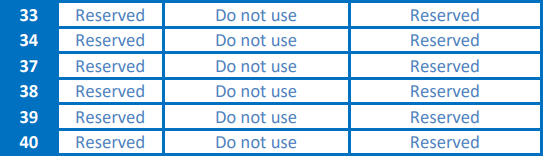 33 Reserved Do not use Reserved
34 Reserved Do not use Reserved
37 Reserved Do not use Reserved
38 Reserved Do not use Reserved
39 Reserved Do not use Reserved
40 Reserved Do not use Reserved